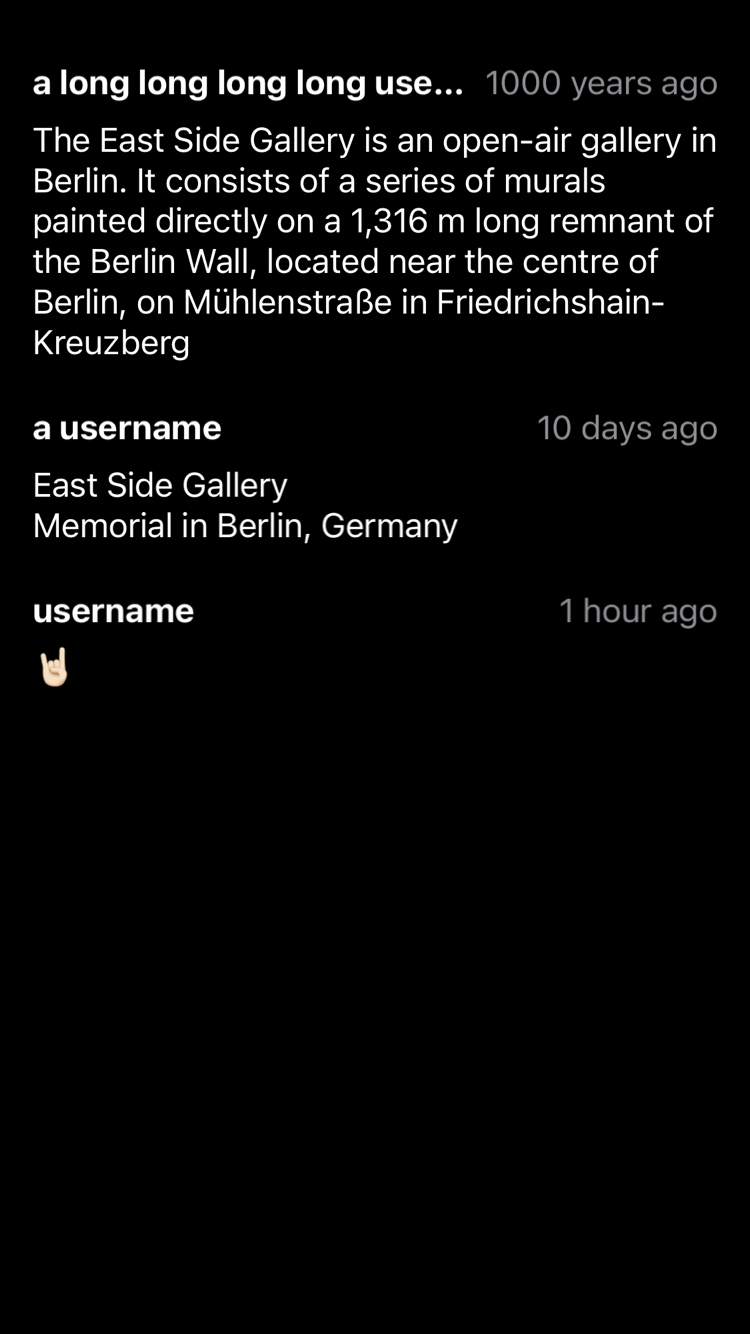 a long long long long use... 1000 years ago
The East Side Gallery is an open-air gallery in
Berlin. It consists of a series of murals
painted directly on a 1,316 m long remnant of
the Berlin Wall, located near the centre of
Berlin, on Mühlenstraße in Friedrichshain-
Kreuzberg
a username 10 days ago
East Side Gallery
Memorial in Berlin, Germany
username 1 hour ago
🤘🏻